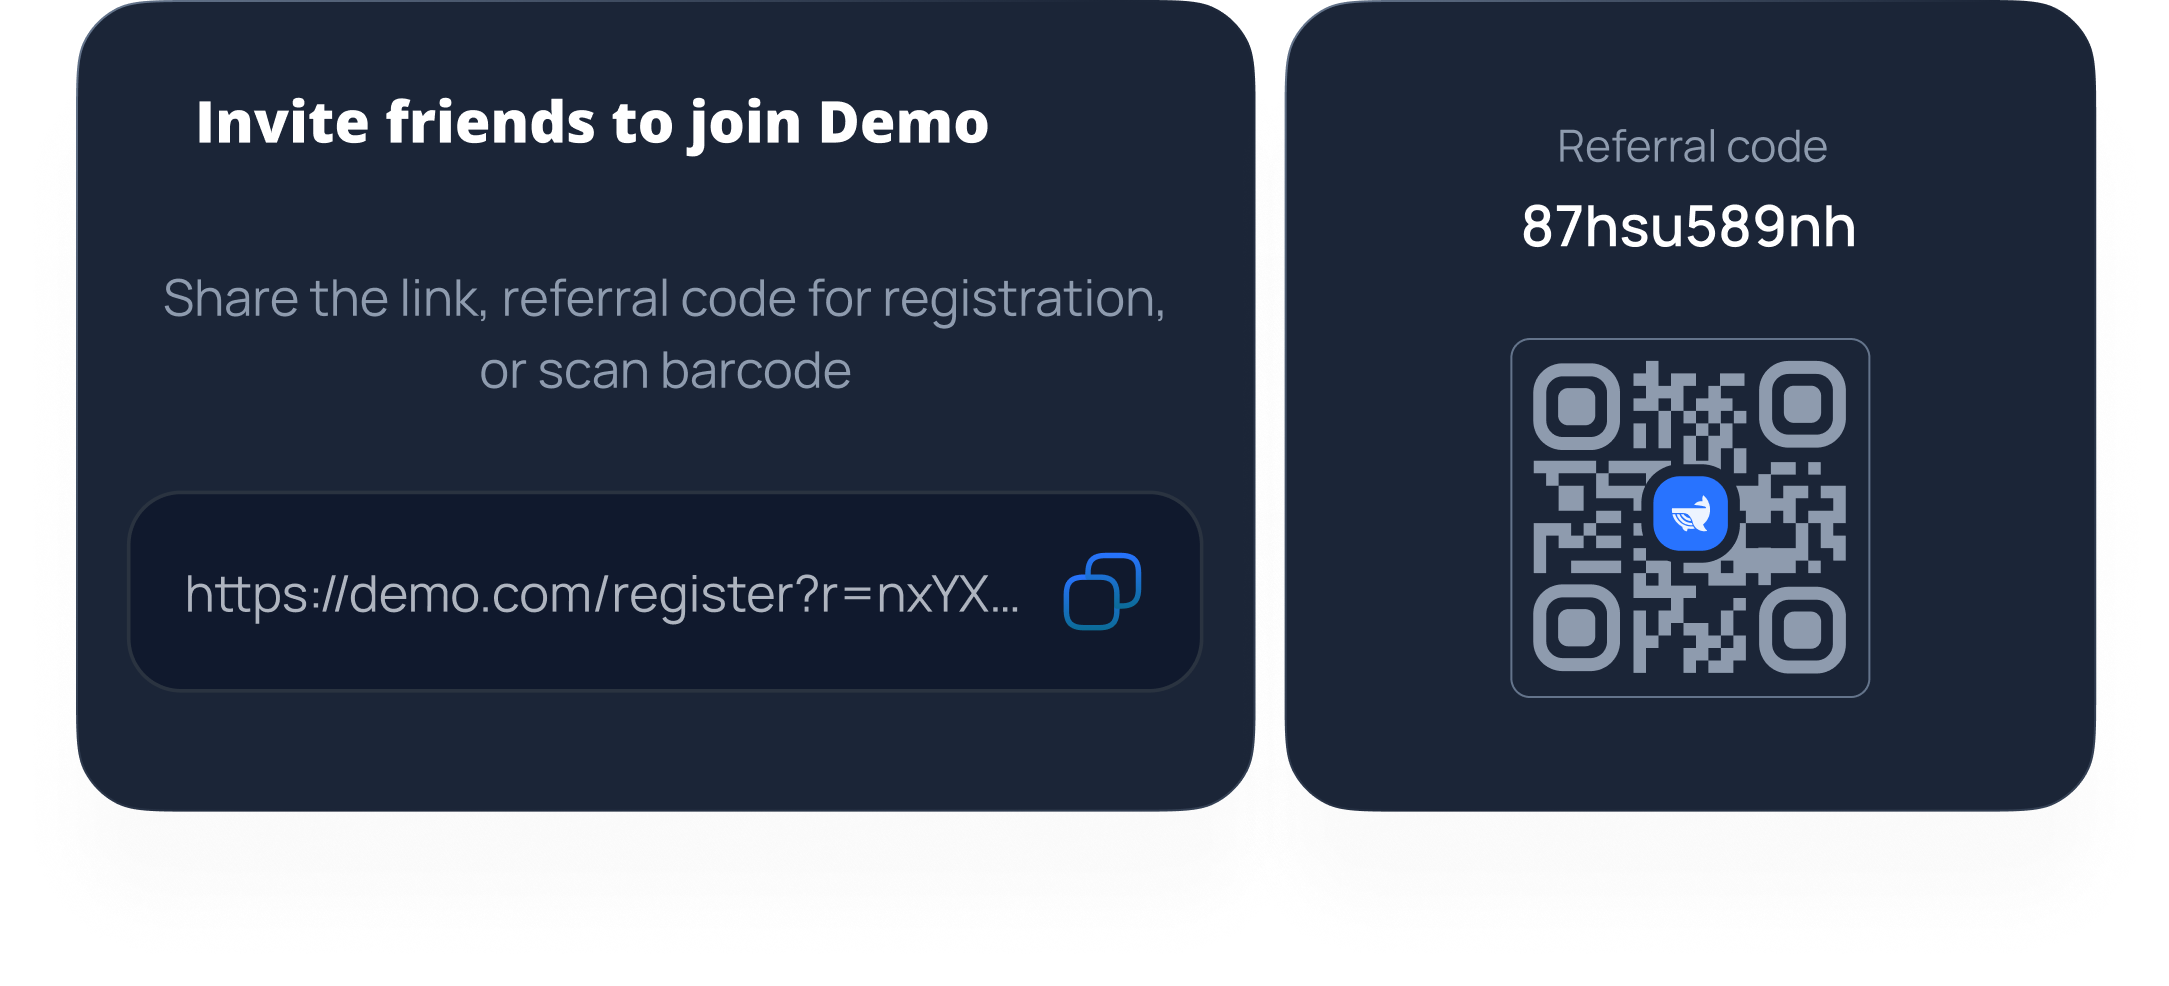 Invite friends to join Demo
Share the link, referral code for registration,
or scan barcode
https://demo.com/register?r=nxYX...
Referral code
87hsu589nh